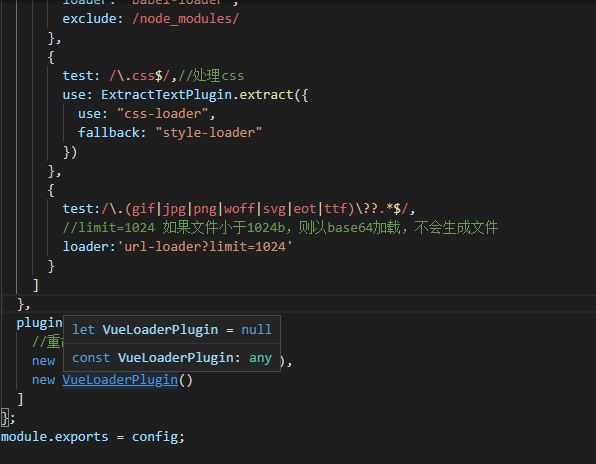 loader: "babel-loader",
exclude: /node_modules/
},
{
test: /\.css$/,//处理css
use: ExtractTextPlugin.extract({
use: "css-loader",
fallback: "style-loader"
})
},
{
test:/\.(gif|jpg|png|woff|svg|eot|ttf)\??.*$/,
//limit=1024 如果文件小于1024b，则以base64加载，不会生成文件
loader:'url-loader?limit=1024'
}
]
},
plugin
let VueLoaderPlugin = null
//重
const VueLoaderPlugin: any
new ),
new VueLoaderPlugin()
]
};
module.exports = config;